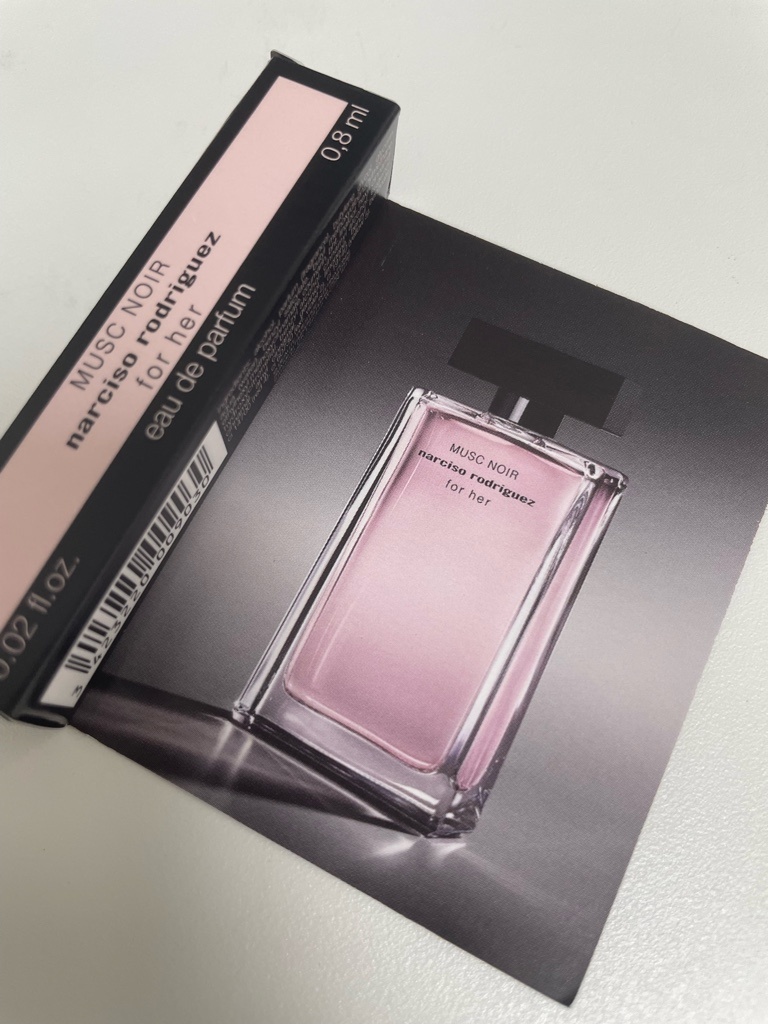 MUSC NOIR
narciso rodriguez
for her
eau de parfum
0,8 ml
0.02 fl.oz.
MUSC NOIR
narciso rodriguez
for her